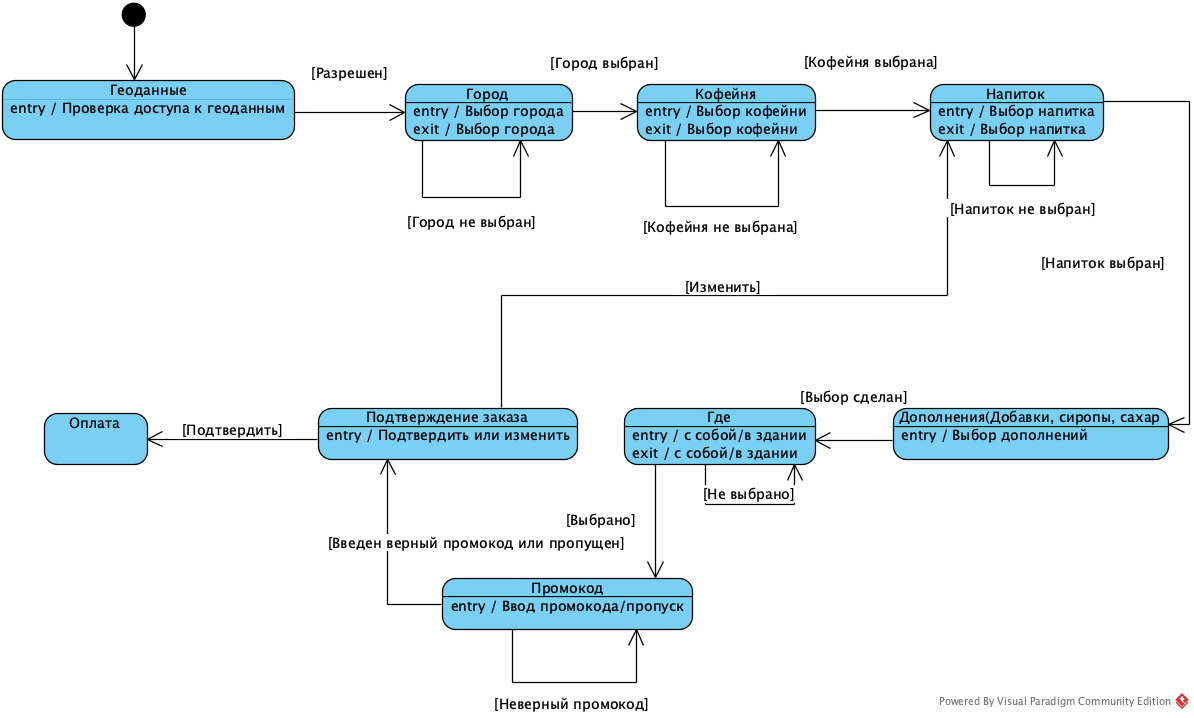 Геоданные
entry / Проверка доступа к геоданным
[Разрешен]
Город
entry / Выбор города
exit / Выбор города
[Город не выбран]
[Город выбран]
Кофейня
entry / Выбор кофейни
exit / Выбор кофейни
[Кофейня не выбрана]
[Кофейня выбрана]
Напиток
entry / Выбор напитка
exit / Выбор напитка
[Напиток не выбран]
[Напиток выбран]
[Изменить]
Дополнения(Добавки, сиропы, сахар
entry / Выбор дополнений
[Выбор сделан]
Где
entry / с собой/в здании
exit / с собой/в здании
[Не выбрано]
[Выбрано]
Промокод
entry / Ввод промокода/пропуск
[Неверный промокод]
[Введен верный промокод или пропущен]
Подтверждение заказа
entry / Подтвердить или изменить
[Подтвердить]
Оплата
Powered By Visual Paradigm Community Edition